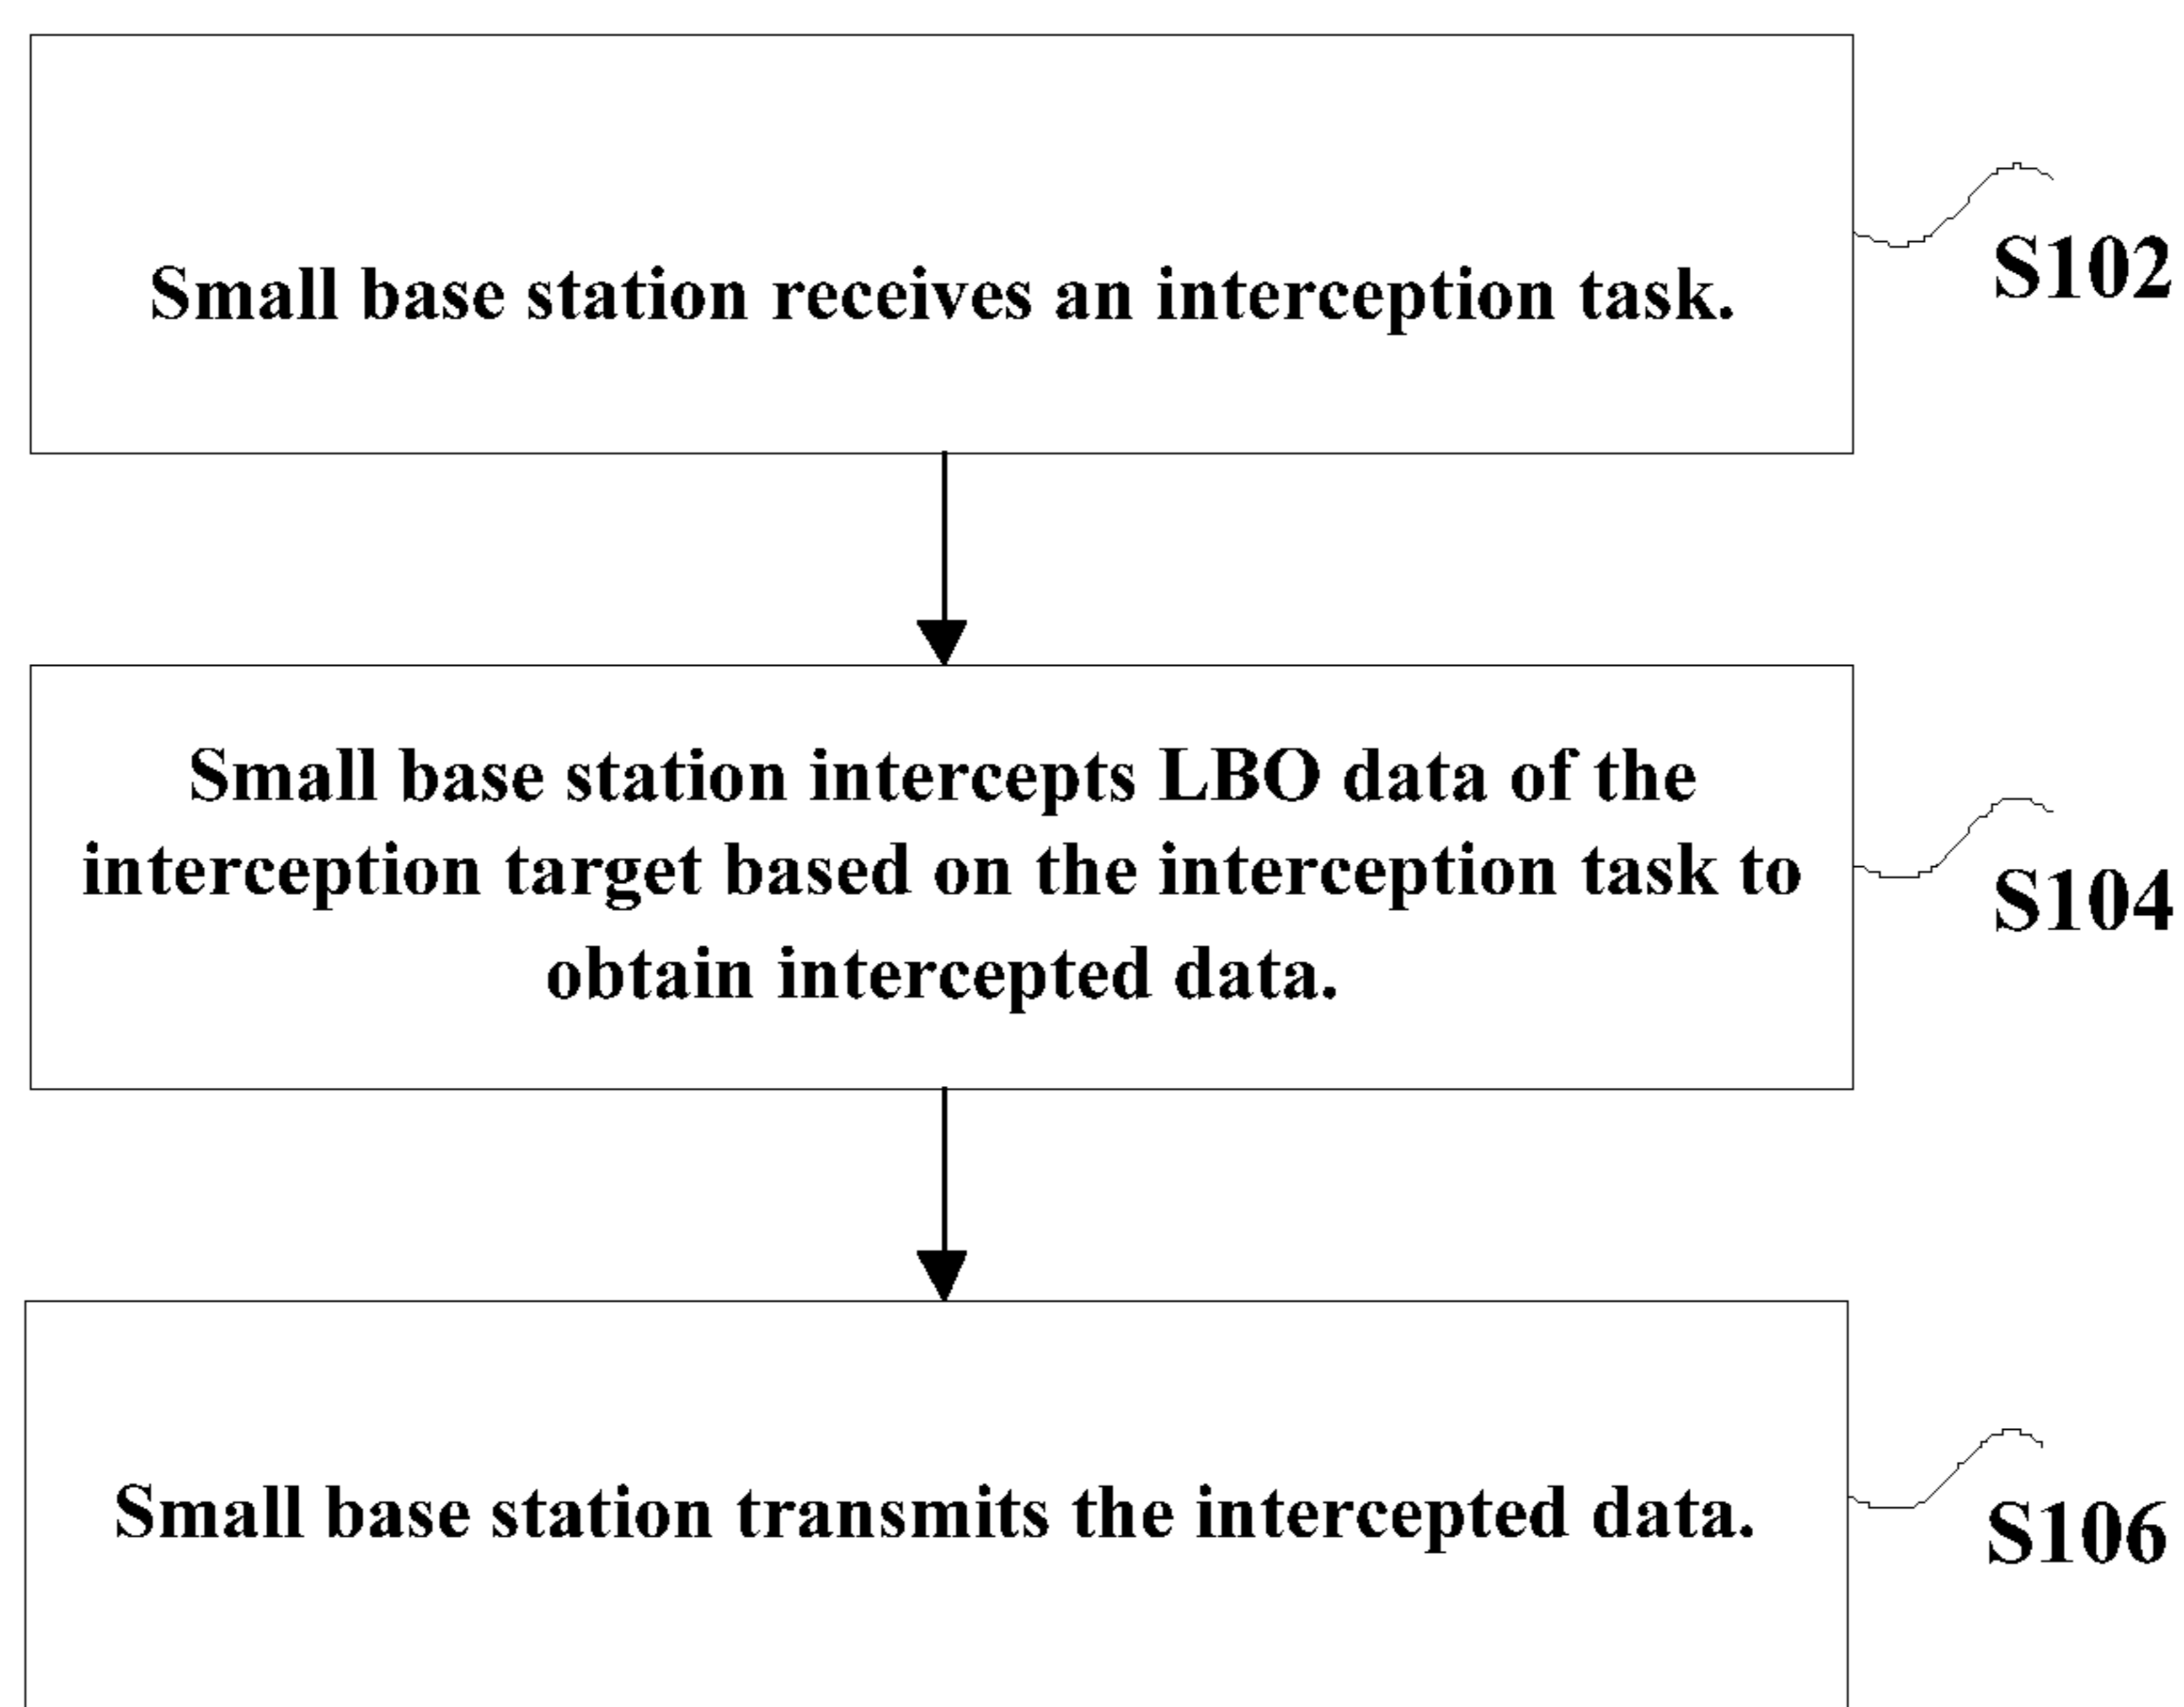 Small base station receives an interception task.
S102
Small base station intercepts LBO data of the
interception target based on the interception task to
obtain intercepted data.
S104
Small base station transmits the intercepted data.
S106